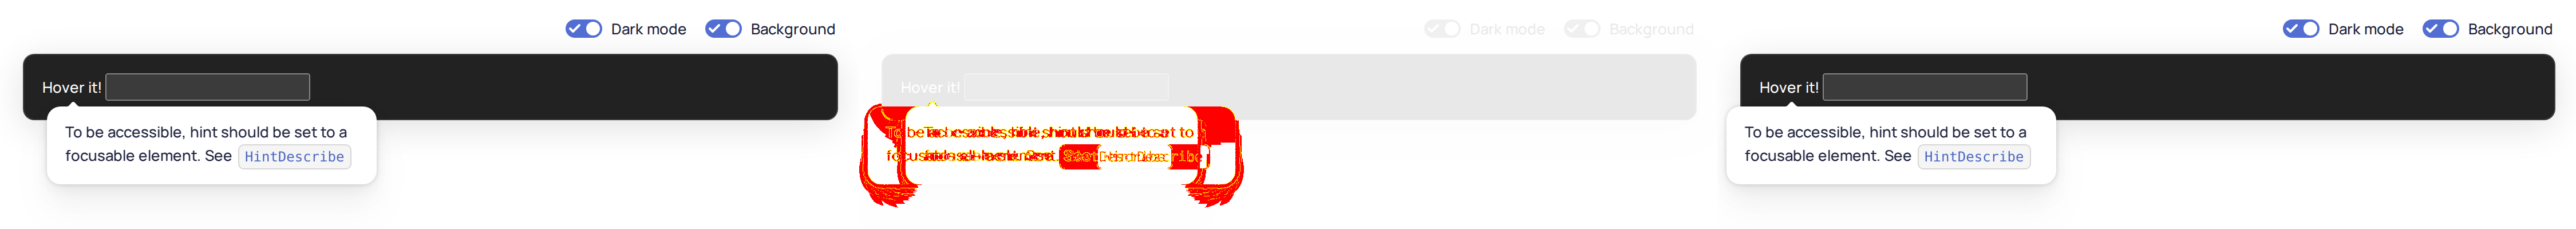 Dark mode Background
Hover it!
To be accessible, hint should be set to a
focusable element. See HintDescribe
Dark mode Background
Hover it!
Dark mode Background
Hover it!
To be accessible, hint should be set to a
focusable element. See HintDescribe